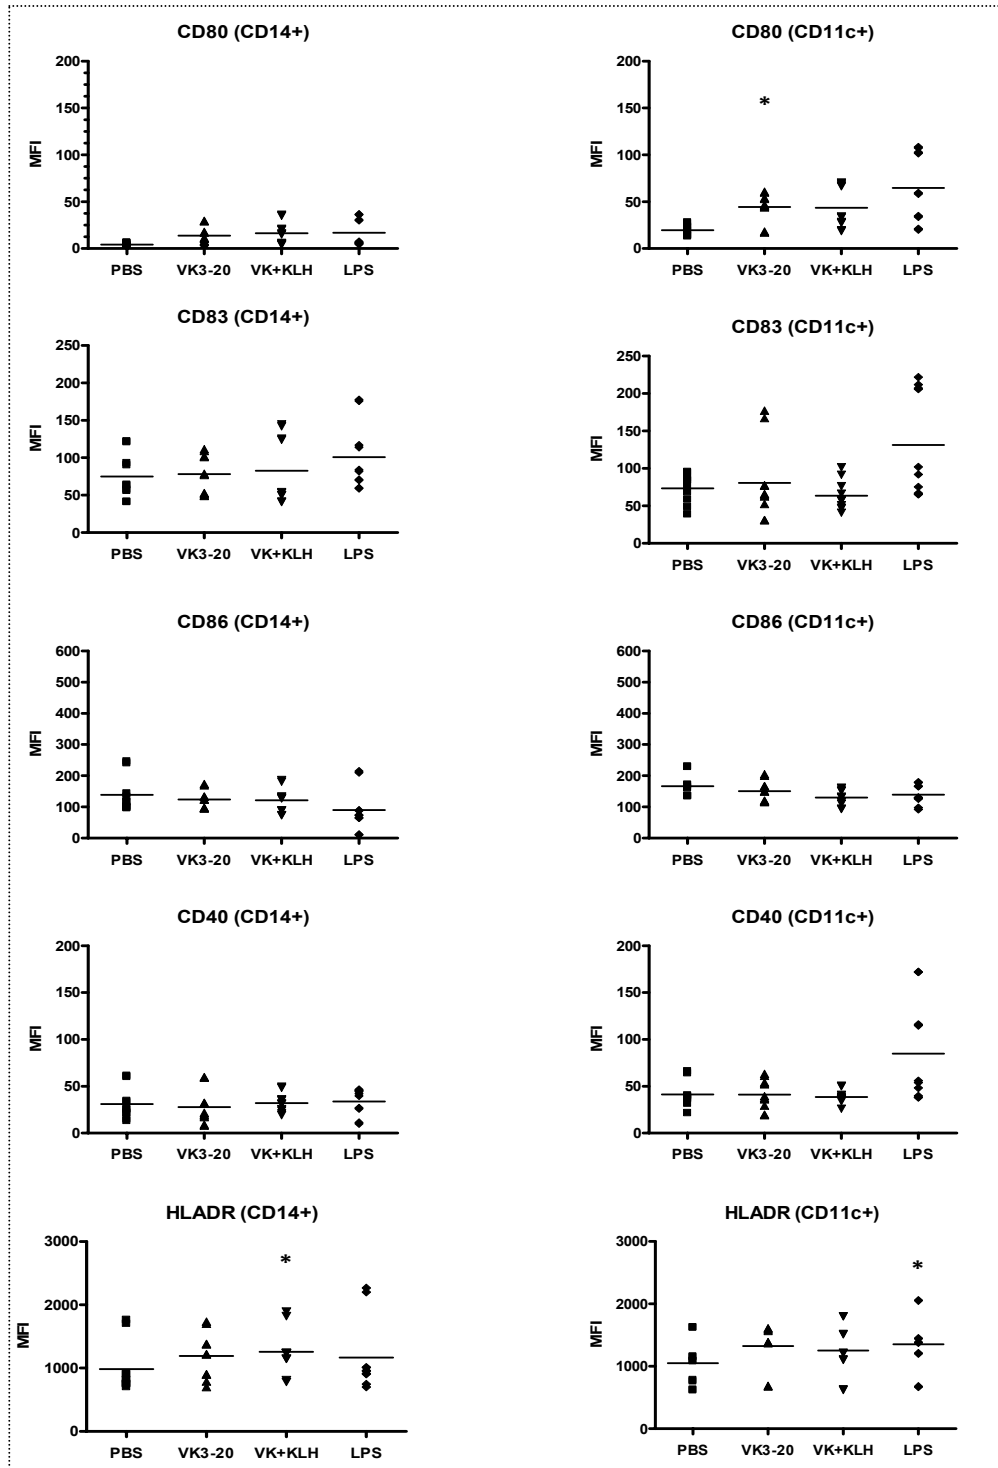 CD80 (CD14+)
200
150
100
50
0
MFI
PBS VK3-20 VK+KLH LPS
CD80 (CD11c+)
200
150
100
50
0
MFI
*
PBS VK3-20 VK+KLH LPS
CD83 (CD14+)
250
200
150
100
50
0
MFI
PBS VK3-20 VK+KLH LPS
CD83 (CD11c+)
250
200
150
100
50
0
MFI
PBS VK3-20 VK+KLH LPS
CD86 (CD14+)
600
500
400
300
200
100
0
MFI
PBS VK3-20 VK+KLH LPS
CD86 (CD11c+)
600
500
400
300
200
100
0
MFI
PBS VK3-20 VK+KLH LPS
CD40 (CD14+)
200
150
100
50
0
MFI
PBS VK3-20 VK+KLH LPS
CD40 (CD11c+)
200
150
100
50
0
MFI
PBS VK3-20 VK+KLH LPS
HLADR (CD14+)
3000
2000
1000
0
MFI
*
PBS VK3-20 VK+KLH LPS
HLADR (CD11c+)
3000
2000
1000
0
MFI
*
PBS VK3-20 VK+KLH LPS